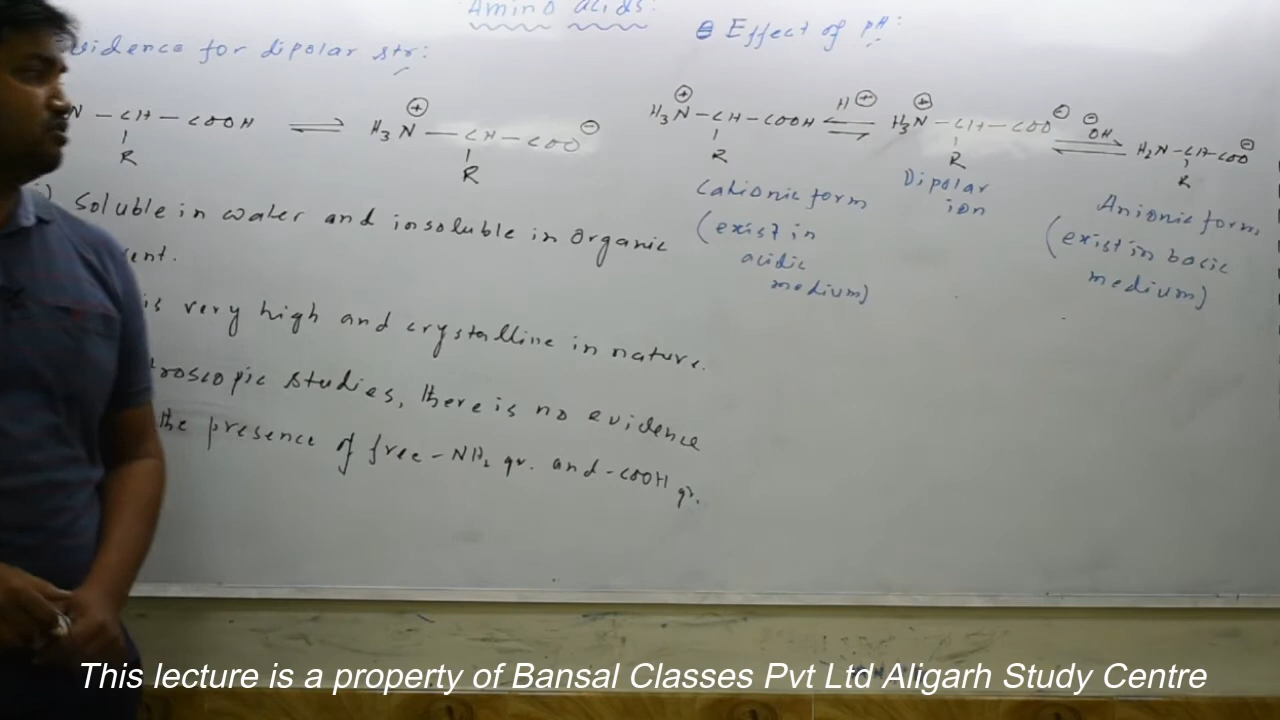 Amino acids:
vidence for dipolar str:
N – CH – COOH ⇌ H₃N⊕ – CH – COO⊖
R
R
i) Soluble in water and insoluble in organic
ent.
is very high and crystalline in nature.
troscopic studies, there is no evidence
the presence of free –NH₂ gr. and –COOH gr.
Effect of pH:
H₃N⊕ – CH – COOH ⇌ H⊕ H₃N⊕ – CH – COO⊖ ⇌ ⊖OH H₂N – CH – COO⊖
R
R
R
Cationic form
(exist in
acidic
medium)
Dipolar
ion
Anionic form,
(exist in basic
medium)
This lecture is a property of Bansal Classes Pvt Ltd Aligarh Study Centre